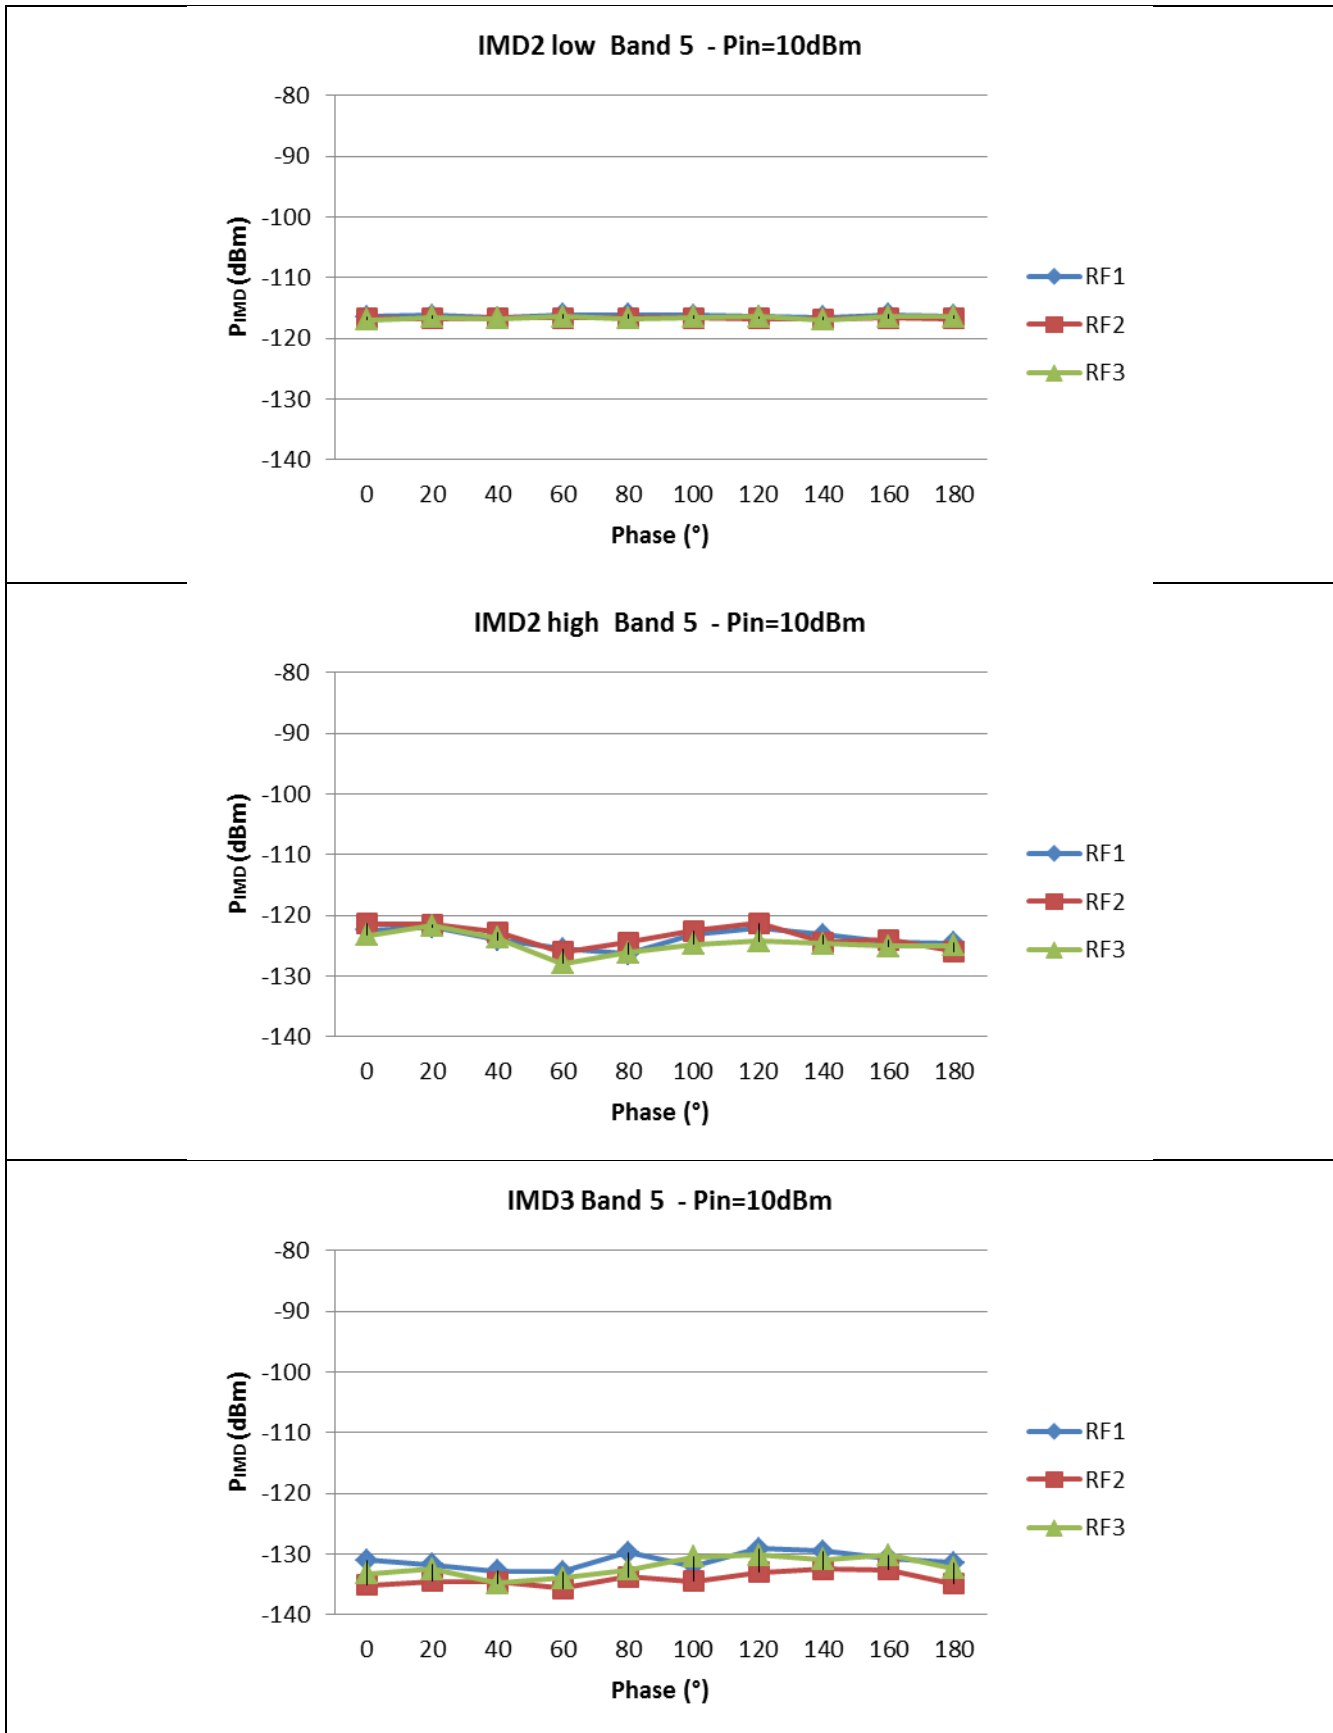 IMD2 low  Band 5  - Pin=10dBm
-80
-90
-100
-110
-120
-130
-140
PIMD (dBm)
0 20 40 60 80 100 120 140 160 180
Phase (°)
RF1
RF2
RF3
IMD2 high  Band 5  - Pin=10dBm
-80
-90
-100
-110
-120
-130
-140
PIMD (dBm)
0 20 40 60 80 100 120 140 160 180
Phase (°)
RF1
RF2
RF3
IMD3 Band 5  - Pin=10dBm
-80
-90
-100
-110
-120
-130
-140
PIMD (dBm)
0 20 40 60 80 100 120 140 160 180
Phase (°)
RF1
RF2
RF3